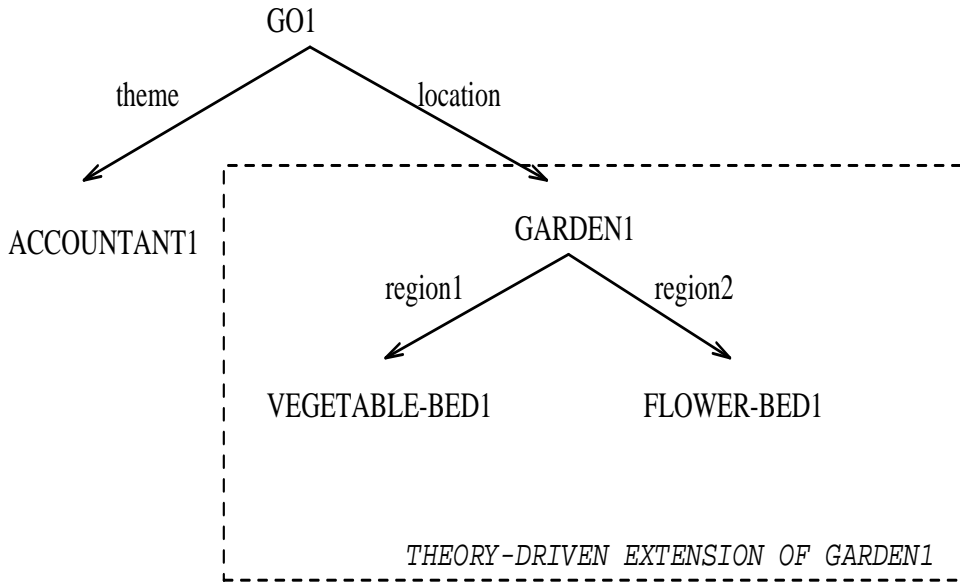 GO1
theme
location
ACCOUNTANT1
GARDEN1
region1
region2
VEGETABLE-BED1
FLOWER-BED1
THEORY-DRIVEN EXTENSION OF GARDEN1